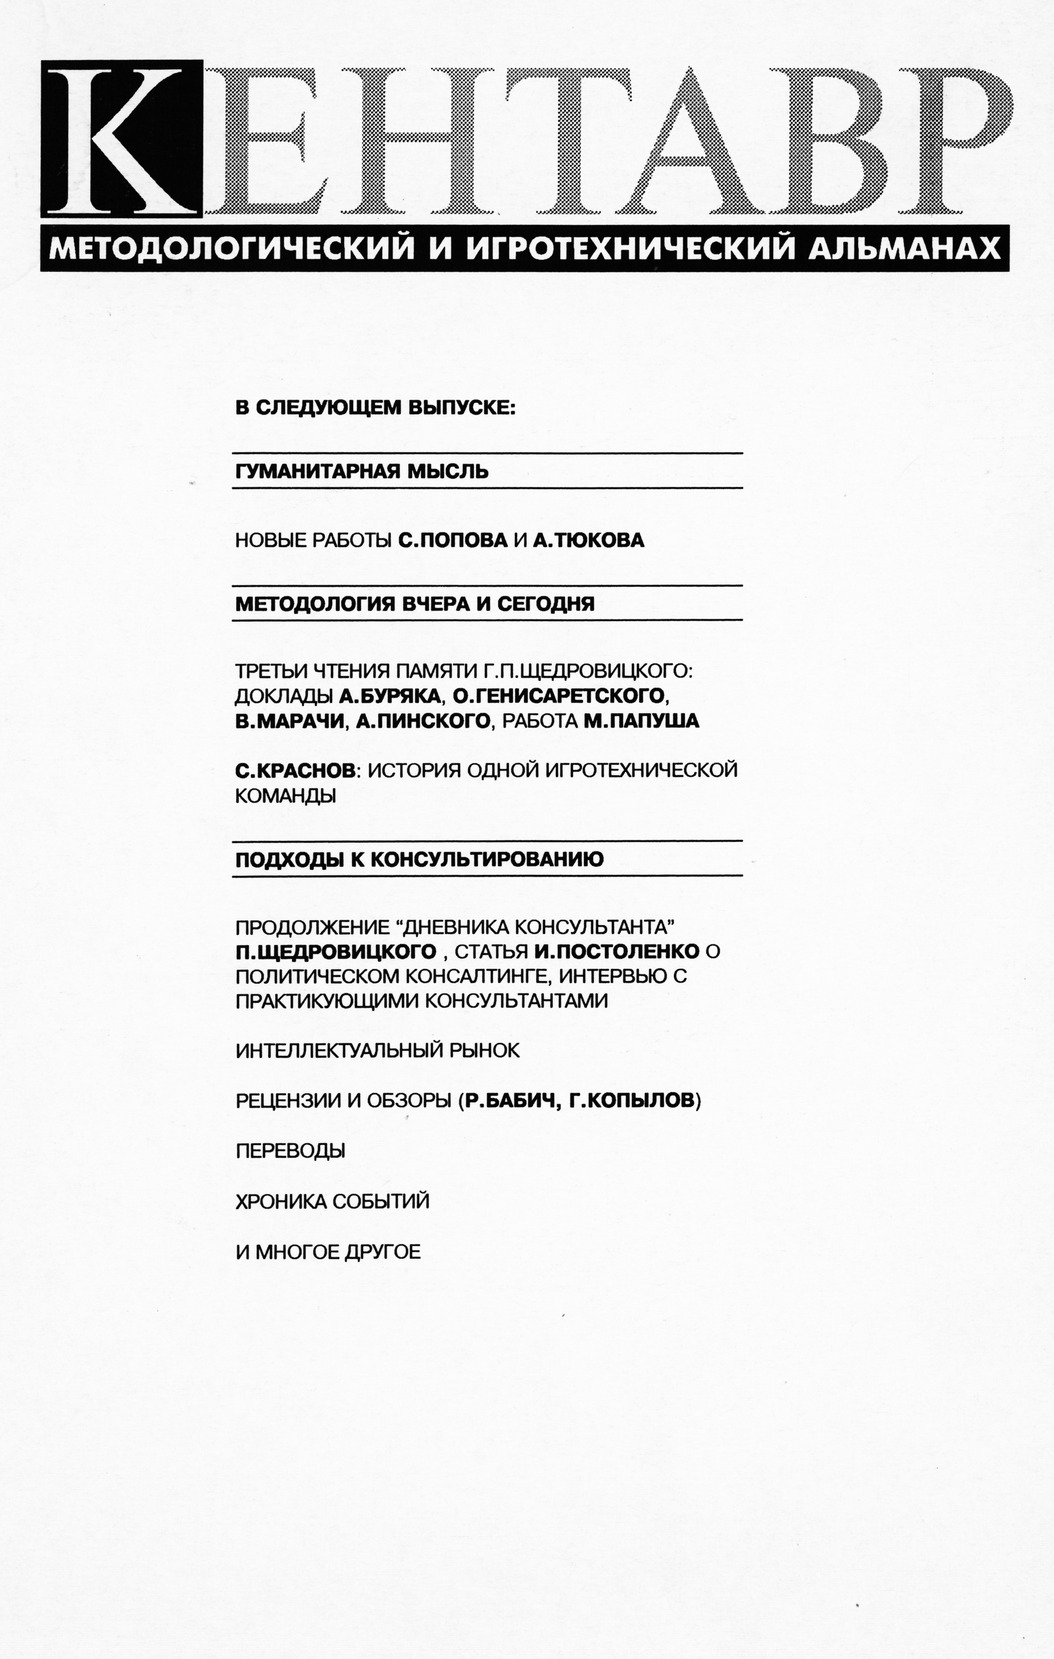 КЕНТАВР
МЕТОДОЛОГИЧЕСКИЙ И ИГРОТЕХНИЧЕСКИЙ АЛЬМАНАХ
В СЛЕДУЮЩЕМ ВЫПУСКЕ:
ГУМАНИТАРНАЯ МЫСЛЬ
НОВЫЕ РАБОТЫ С.ПОПОВА И А.ТЮКОВА
МЕТОДОЛОГИЯ ВЧЕРА И СЕГОДНЯ
ТРЕТЬИ ЧТЕНИЯ ПАМЯТИ Г.П.ЩЕДРОВИЦКОГО:
ДОКЛАДЫ А.БУРЯКА, О.ГЕНИСАРЕТСКОГО,
В.МАРАЧИ, А.ПИНСКОГО, РАБОТА М.ПАПУША
С.КРАСНОВ: ИСТОРИЯ ОДНОЙ ИГРОТЕХНИЧЕСКОЙ
КОМАНДЫ
ПОДХОДЫ К КОНСУЛЬТИРОВАНИЮ
ПРОДОЛЖЕНИЕ “ДНЕВНИКА КОНСУЛЬТАНТА”
П.ЩЕДРОВИЦКОГО , СТАТЬЯ И.ПОСТОЛЕНКО О
ПОЛИТИЧЕСКОМ КОНСАЛТИНГЕ, ИНТЕРВЬЮ С
ПРАКТИКУЮЩИМИ КОНСУЛЬТАНТАМИ
ИНТЕЛЛЕКТУАЛЬНЫЙ РЫНОК
РЕЦЕНЗИИ И ОБЗОРЫ (Р.БАБИЧ, Г.КОПЫЛОВ)
ПЕРЕВОДЫ
ХРОНИКА СОБЫТИЙ
И МНОГОЕ ДРУГОЕ